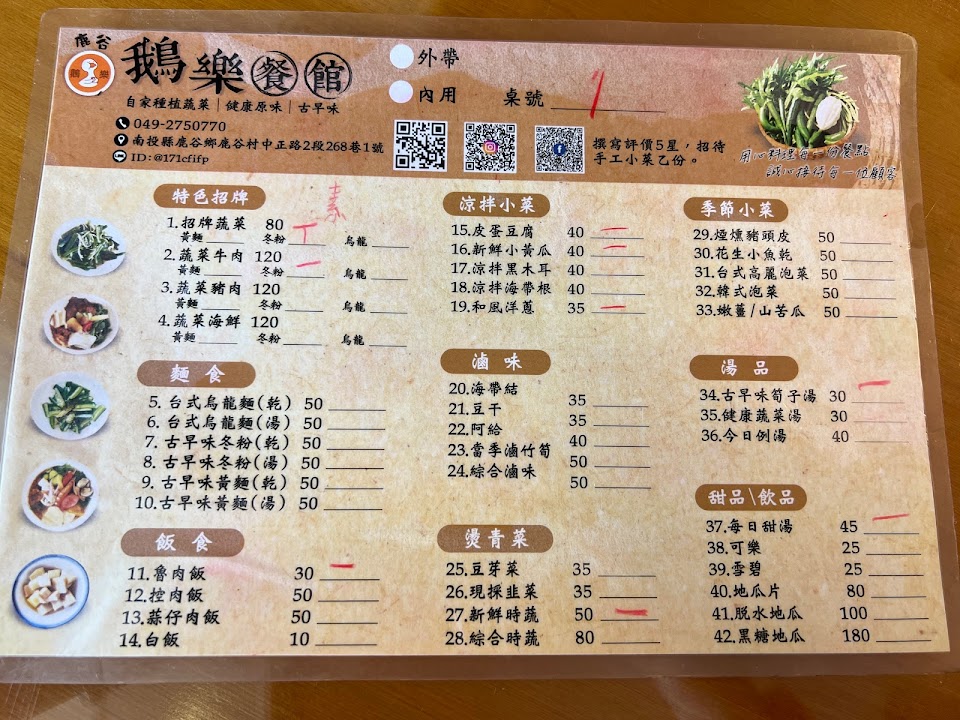 鹿谷
鵝樂餐館
自家種植蔬菜｜健康原味｜古早味
049-2750770
南投縣鹿谷鄉鹿谷村中正路2段268巷1號
ID:@171cfifp
外帶
內用
桌號 1
撰寫評價5星，招待
手工小菜乙份。
用心料理每一份餐點
誠心接待每一位顧客
特色招牌
素
1.招牌蔬菜 80
黃麵 冬粉 烏龍
2.蔬菜牛肉 120
黃麵 冬粉 烏龍
3.蔬菜豬肉 120
黃麵 冬粉 烏龍
4.蔬菜海鮮 120
黃麵 冬粉 烏龍
麵食
5.台式烏龍麵(乾) 50
6.台式烏龍麵(湯) 50
7.古早味冬粉(乾) 50
8.古早味冬粉(湯) 50
9.古早味黃麵(乾) 50
10.古早味黃麵(湯) 50
飯食
11.魯肉飯 30
12.控肉飯 50
13.蒜仔肉飯 50
14.白飯 10
涼拌小菜
15.皮蛋豆腐 40
16.新鮮小黃瓜 40
17.涼拌黑木耳 40
18.涼拌海帶根 40
19.和風洋蔥 35
滷味
20.海帶結 35
21.豆干 35
22.阿給 40
23.當季滷竹筍 50
24.綜合滷味 50
燙青菜
25.豆芽菜 35
26.現採韭菜 35
27.新鮮時蔬 50
28.綜合時蔬 80
季節小菜
29.煙燻豬頭皮 50
30.花生小魚乾 50
31.台式高麗泡菜 50
32.韓式泡菜 50
33.嫩薑/山苦瓜 50
湯品
34.古早味筍子湯 30
35.健康蔬菜湯 30
36.今日例湯 40
甜品\飲品
37.每日甜湯 45
38.可樂 25
39.雪碧 25
40.地瓜片 80
41.脫水地瓜 100
42.黑糖地瓜 180